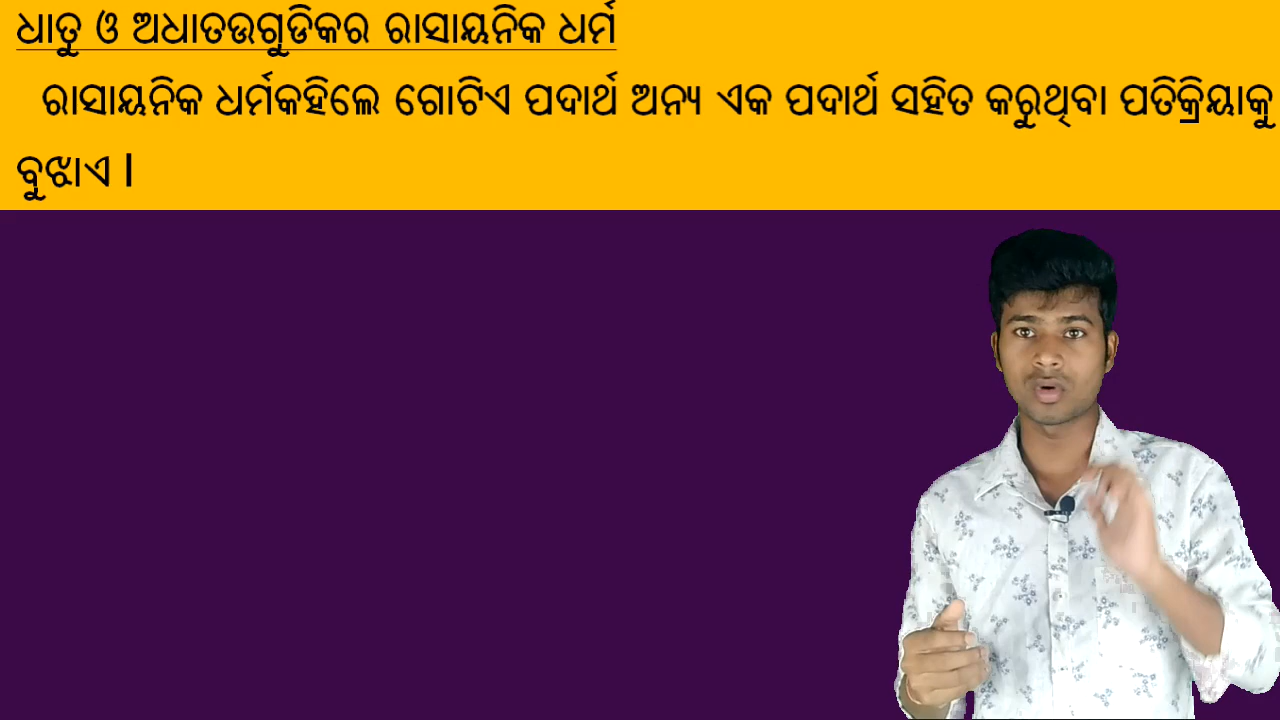 ଧାତୁ ଓ ଅଧାତଉଗୁଡିକର ରାସାୟନିକ ଧର୍ମ
ରାସାୟନିକ ଧର୍ମକହିଲେ ଗୋଟିଏ ପଦାର୍ଥ ଅନ୍ୟ ଏକ ପଦାର୍ଥ ସହିତ କରୁଥିବା ପତିକ୍ରିୟାକୁ
ବୁଝାଏ l